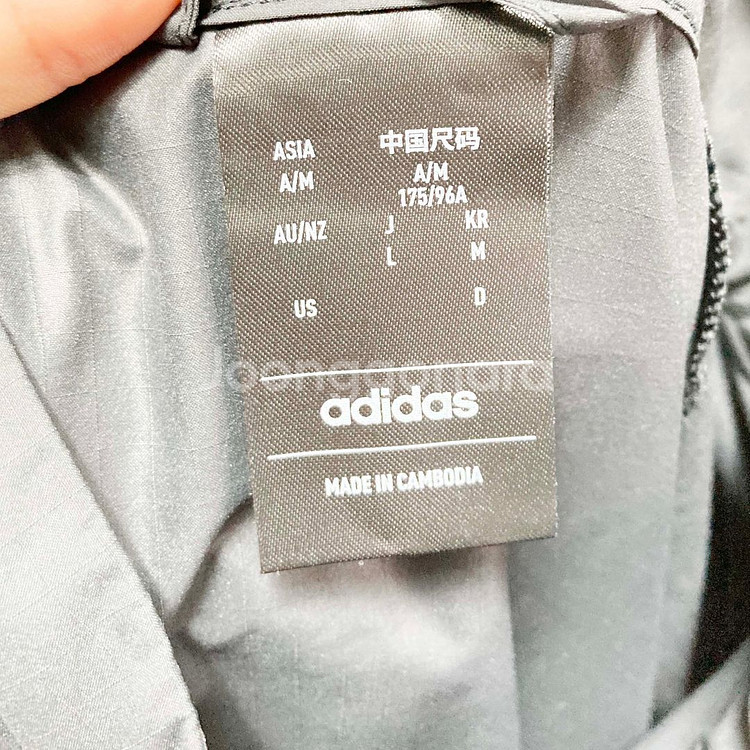 ASIA 中国尺码
A/M A/M
175/96A
AU/NZ J KR
L M
US D
adidas
MADE IN CAMBODIA